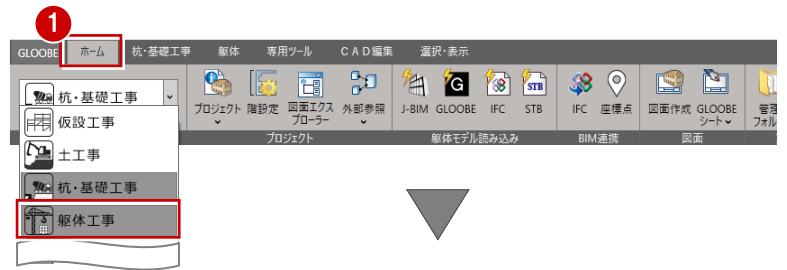 1
GLOOBE ホーム 杭・基礎工事 躯体 専用ツール CAD編集 選択・表示
杭・基礎工事
仮設工事
土工事
杭・基礎工事
躯体工事
プロジェクト 階設定 図面エクスプローラー 外部参照
プロジェクト
J-BIM GLOOBE IFC STB
躯体モデル読み込み
IFC 座標点
BIM連携
図面作成 GLOOBEシート
図面
管理
フォル